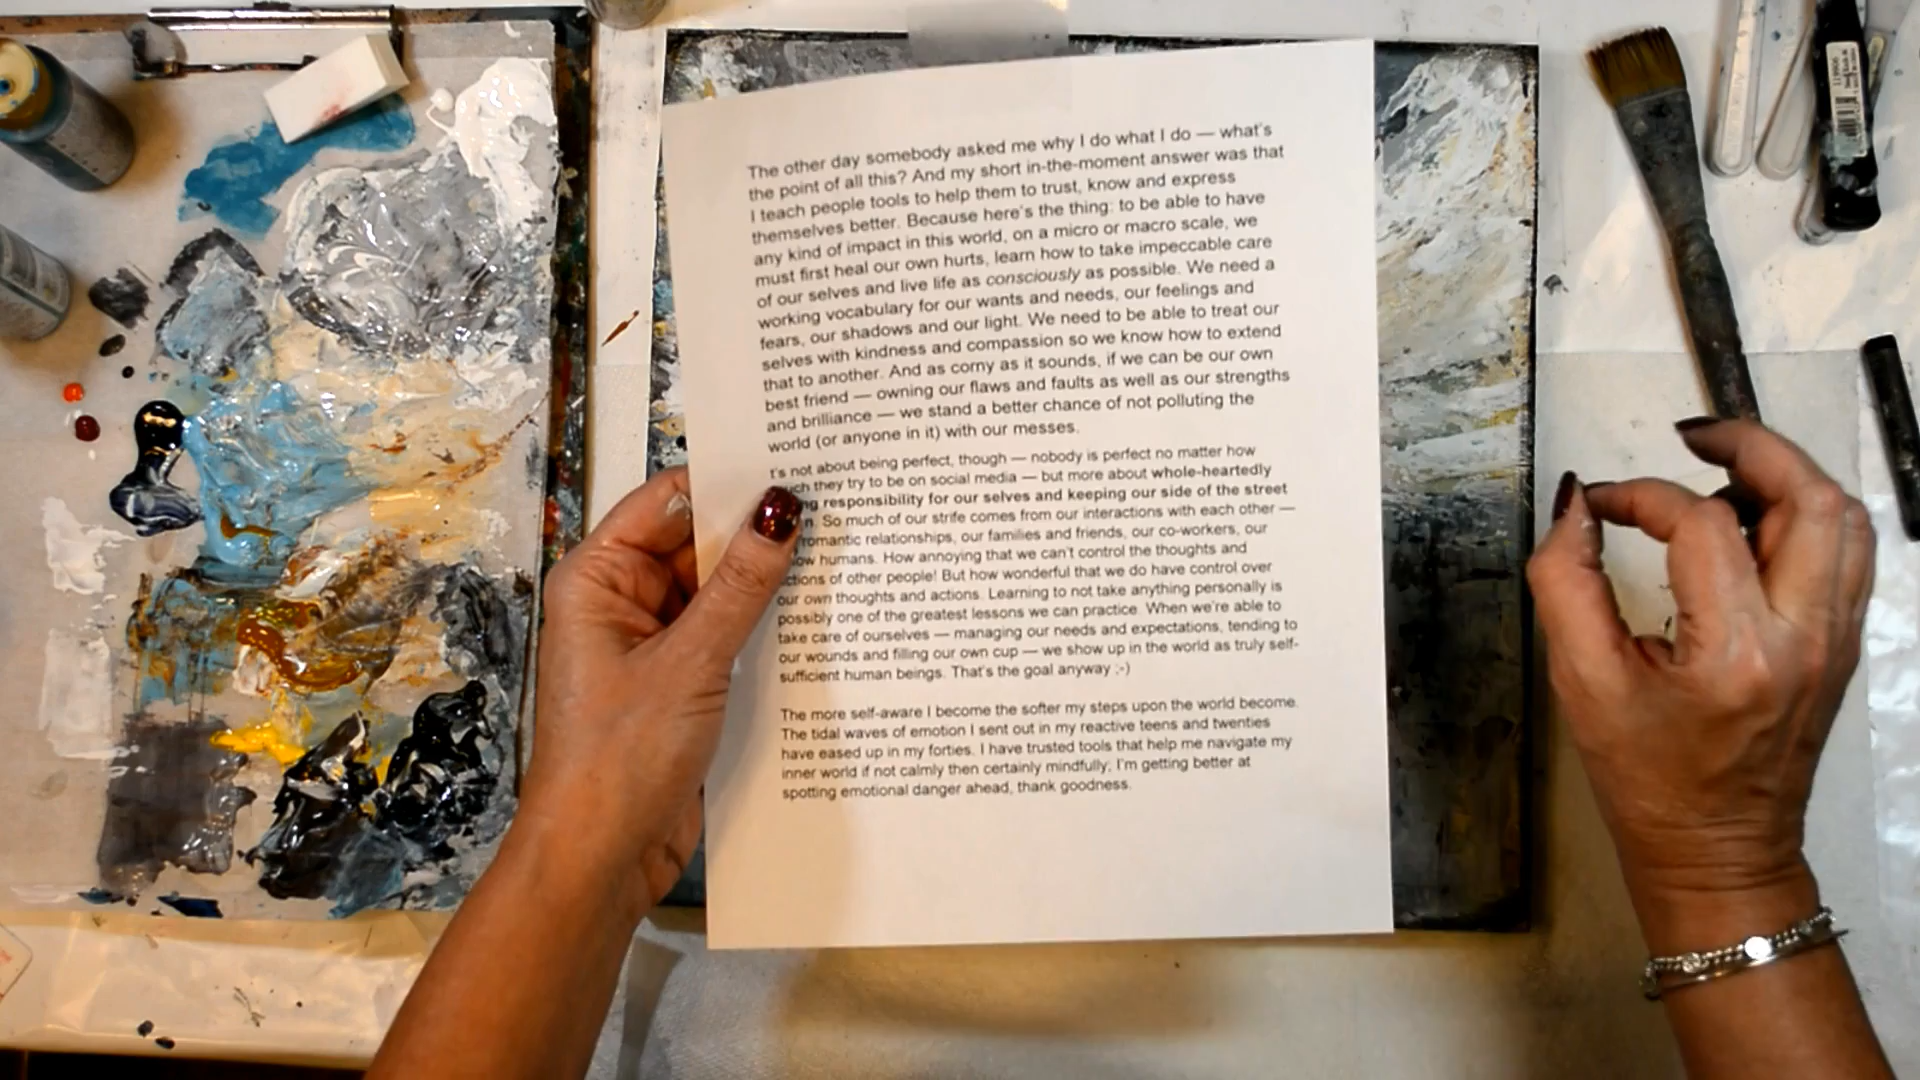 The other day somebody asked me why I do what I do — what's
the point of all this? And my short in-the-moment answer was that
I teach people tools to help them to trust, know and express
themselves better. Because here's the thing: to be able to have
any kind of impact in this world, on a micro or macro scale, we
must first heal our own hurts, learn how to take impeccable care
of our selves and live life as consciously as possible. We need a
working vocabulary for our wants and needs, our feelings and
fears, our shadows and our light. We need to be able to treat our
selves with kindness and compassion so we know how to extend
that to another. And as corny as it sounds, if we can be our own
best friend — owning our flaws and faults as well as our strengths
and brilliance — we stand a better chance of not polluting the
world (or anyone in it) with our messes.
t's not about being perfect, though — nobody is perfect no matter how
they try to be on social media — but more about whole-heartedly
responsibility for our selves and keeping our side of the street
So much of our strife comes from our interactions with each other —
romantic relationships, our families and friends, our co-workers, our
humans. How annoying that we can't control the thoughts and
ctions of other people! But how wonderful that we do have control over
our own thoughts and actions. Learning to not take anything personally is
possibly one of the greatest lessons we can practice. When we're able to
take care of ourselves — managing our needs and expectations, tending to
our wounds and filling our own cup — we show up in the world as truly self-
sufficient human beings. That's the goal anyway ;-)
The more self-aware I become the softer my steps upon the world become.
The tidal waves of emotion I sent out in my reactive teens and twenties
have eased up in my forties. I have trusted tools that help me navigate my
inner world if not calmly then certainly mindfully; I'm getting better at
spotting emotional danger ahead, thank goodness.